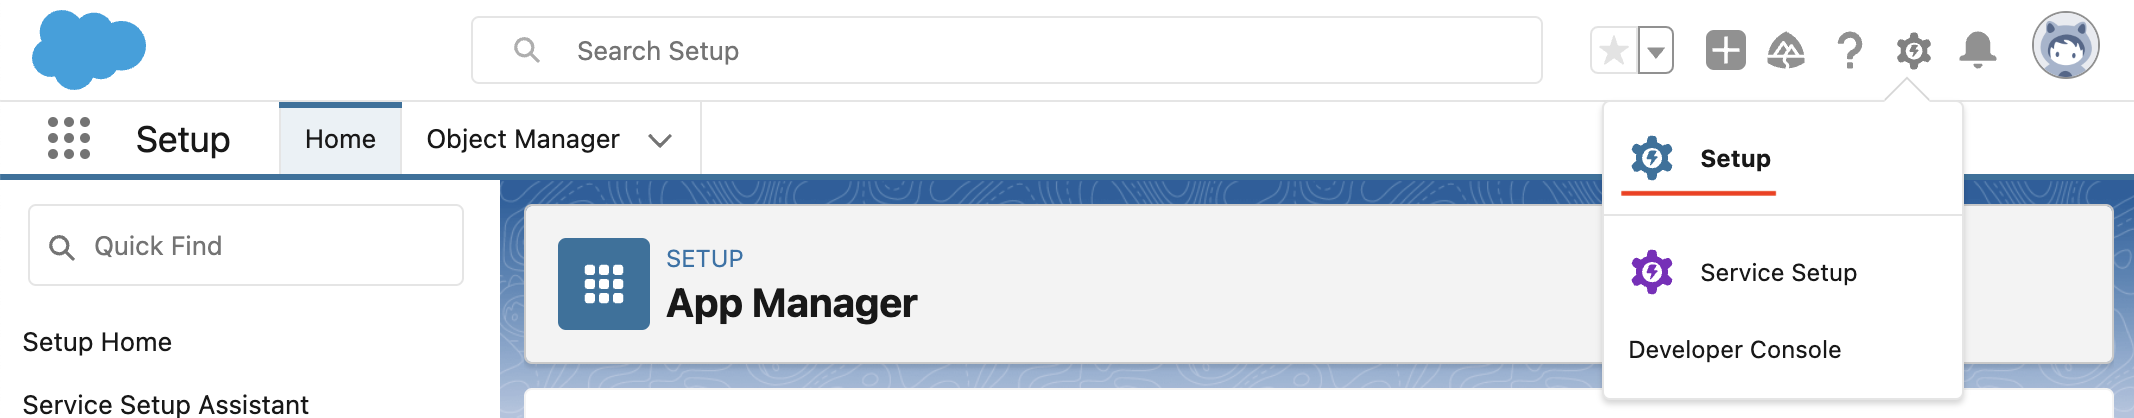 Search Setup
Setup
Home
Object Manager
Setup
Quick Find
SETUP
App Manager
Service Setup
Setup Home
Developer Console
Service Setup Assistant